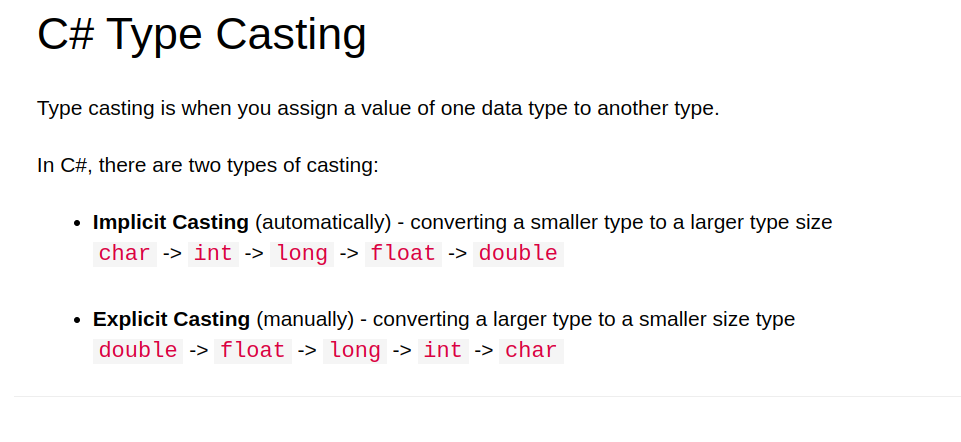 C# Type Casting
Type casting is when you assign a value of one data type to another type.
In C#, there are two types of casting:
• Implicit Casting (automatically) - converting a smaller type to a larger type size
char -> int -> long -> float -> double
• Explicit Casting (manually) - converting a larger type to a smaller size type
double -> float -> long -> int -> char